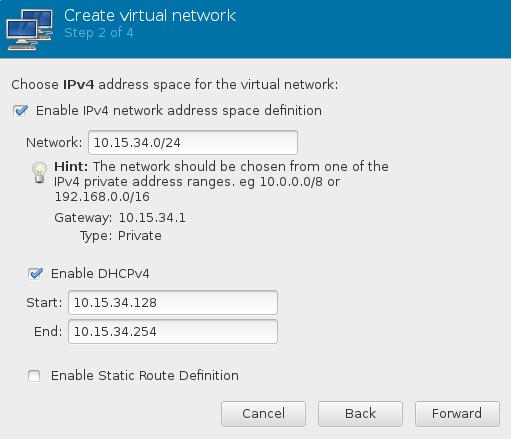 Create virtual network
Step 2 of 4
Choose IPv4 address space for the virtual network:
Enable IPv4 network address space definition
Network: 10.15.34.0/24
Hint: The network should be chosen from one of the
IPv4 private address ranges. eg 10.0.0.0/8 or
192.168.0.0/16
Gateway: 10.15.34.1
Type: Private
Enable DHCPv4
Start: 10.15.34.128
End: 10.15.34.254
Enable Static Route Definition
Cancel Back Forward